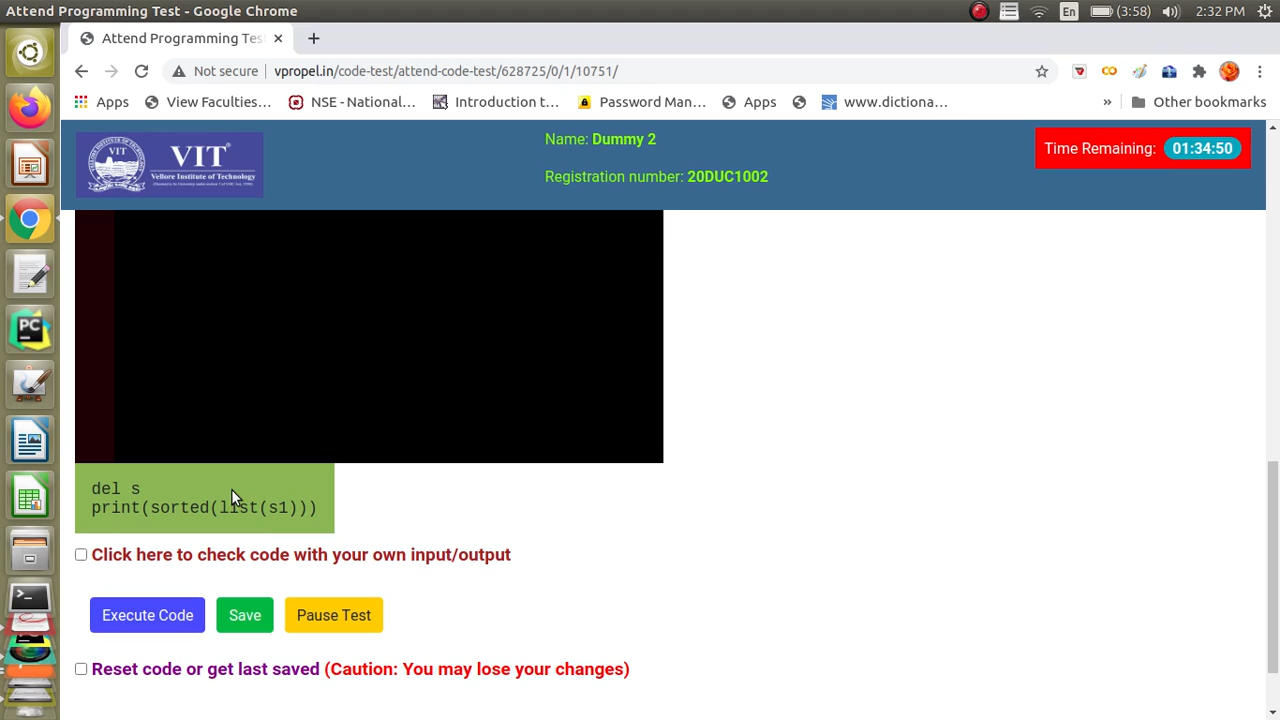 Attend Programming Test - Google Chrome
En
(3:58)
2:32 PM
Attend Programming Tes
Not secure
vpropel.in/code-test/attend-code-test/628725/0/1/10751/
Apps
View Faculties...
NSE - National...
Introduction t...
Password Man...
Apps
www.dictiona...
»
Other bookmarks
VIT
VIT®
Vellore Institute of Technology
Name: Dummy 2
Registration number: 20DUC1002
Time Remaining: 01:34:50
PC
del s
print(sorted(list(s1)))
Click here to check code with your own input/output
Execute Code
Save
Pause Test
Reset code or get last saved (Caution: You may lose your changes)